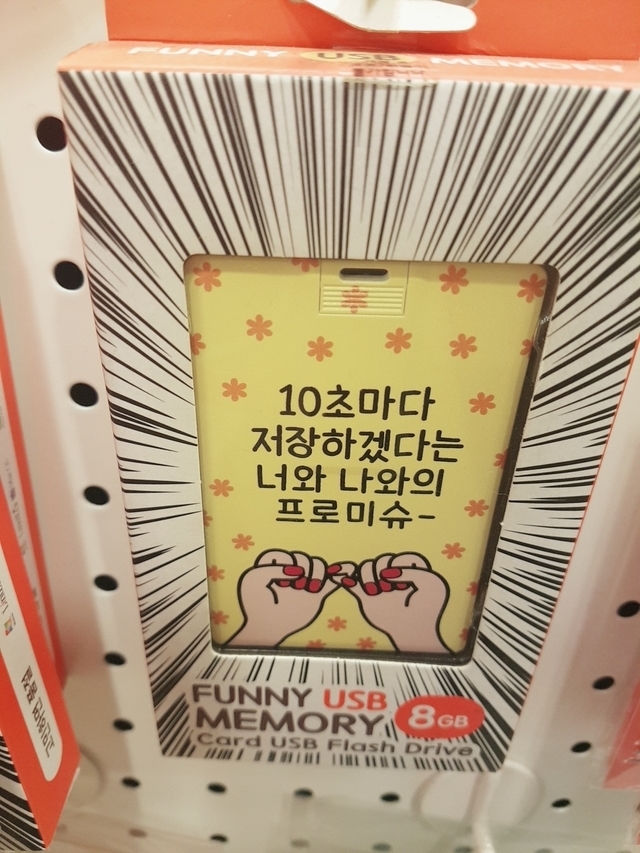 FUNNY USB MEMORY
10초마다
저장하겠다는
너와 나와의
프로미슈-
FUNNY USB
MEMORY 8GB
Card USB Flash Drive